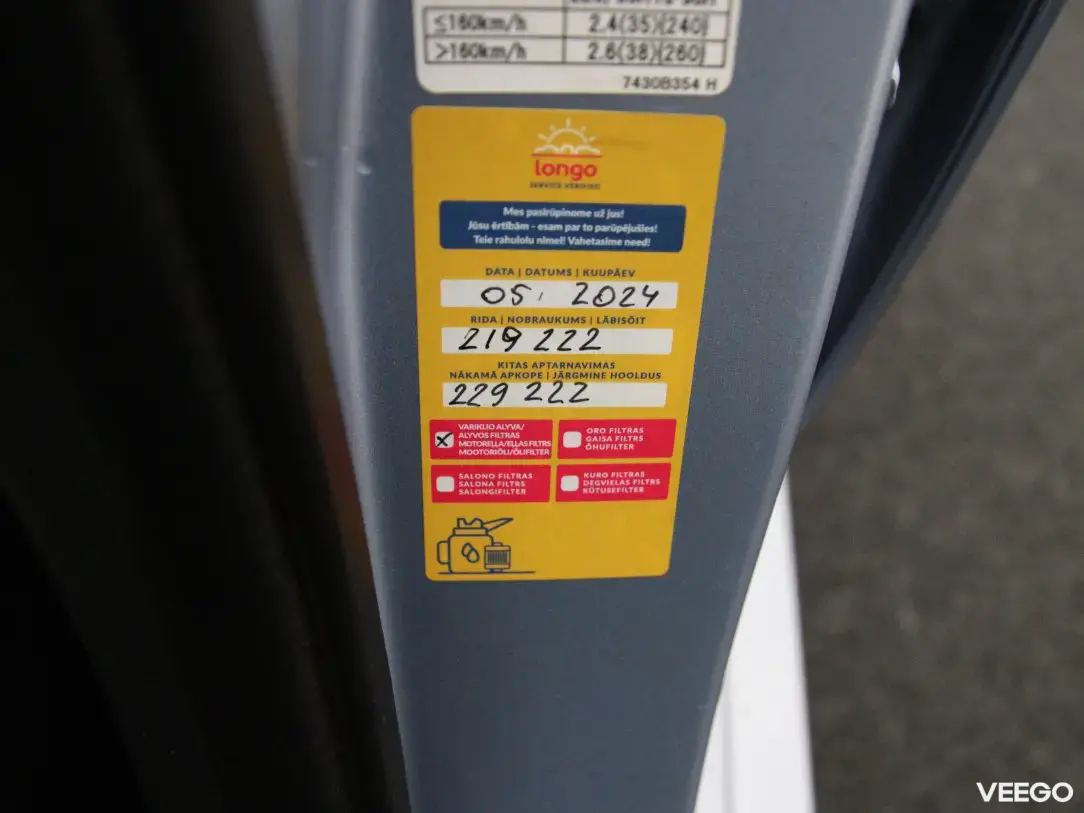 ≤160km/h 2.4(35)(240)
>160km/h 2.6(38)(260)
7430B354 H
longo
SERVICE VERIFIED
Mes pasirūpinome už jus!
Jūsu ērtībām - esam par to parūpējušies!
Teie rahulolu nimel! Vahetasime need!
DATA | DATUMS | KUUPÄEV
05. 2024
RIDA | NOBRAUKUMS | LÄBISÕIT
219 222
KITAS APTARNAVIMAS
NĀKAMĀ APKOPE | JÄRGMINE HOOLDUS
229 222
VARIKLIO ALYVA/
ALYVOS FILTRAS
MOTOREĻĻA/EĻĻAS FILTRS
MOOTORIÕLI/ÕLIFILTER
ORO FILTRAS
GAISA FILTRS
ÕHUFILTER
SALONO FILTRAS
SALONA FILTRS
SALONGIFILTER
KURO FILTRAS
DEGVIELAS FILTRS
KÜTUSEFILTER
VEEGO